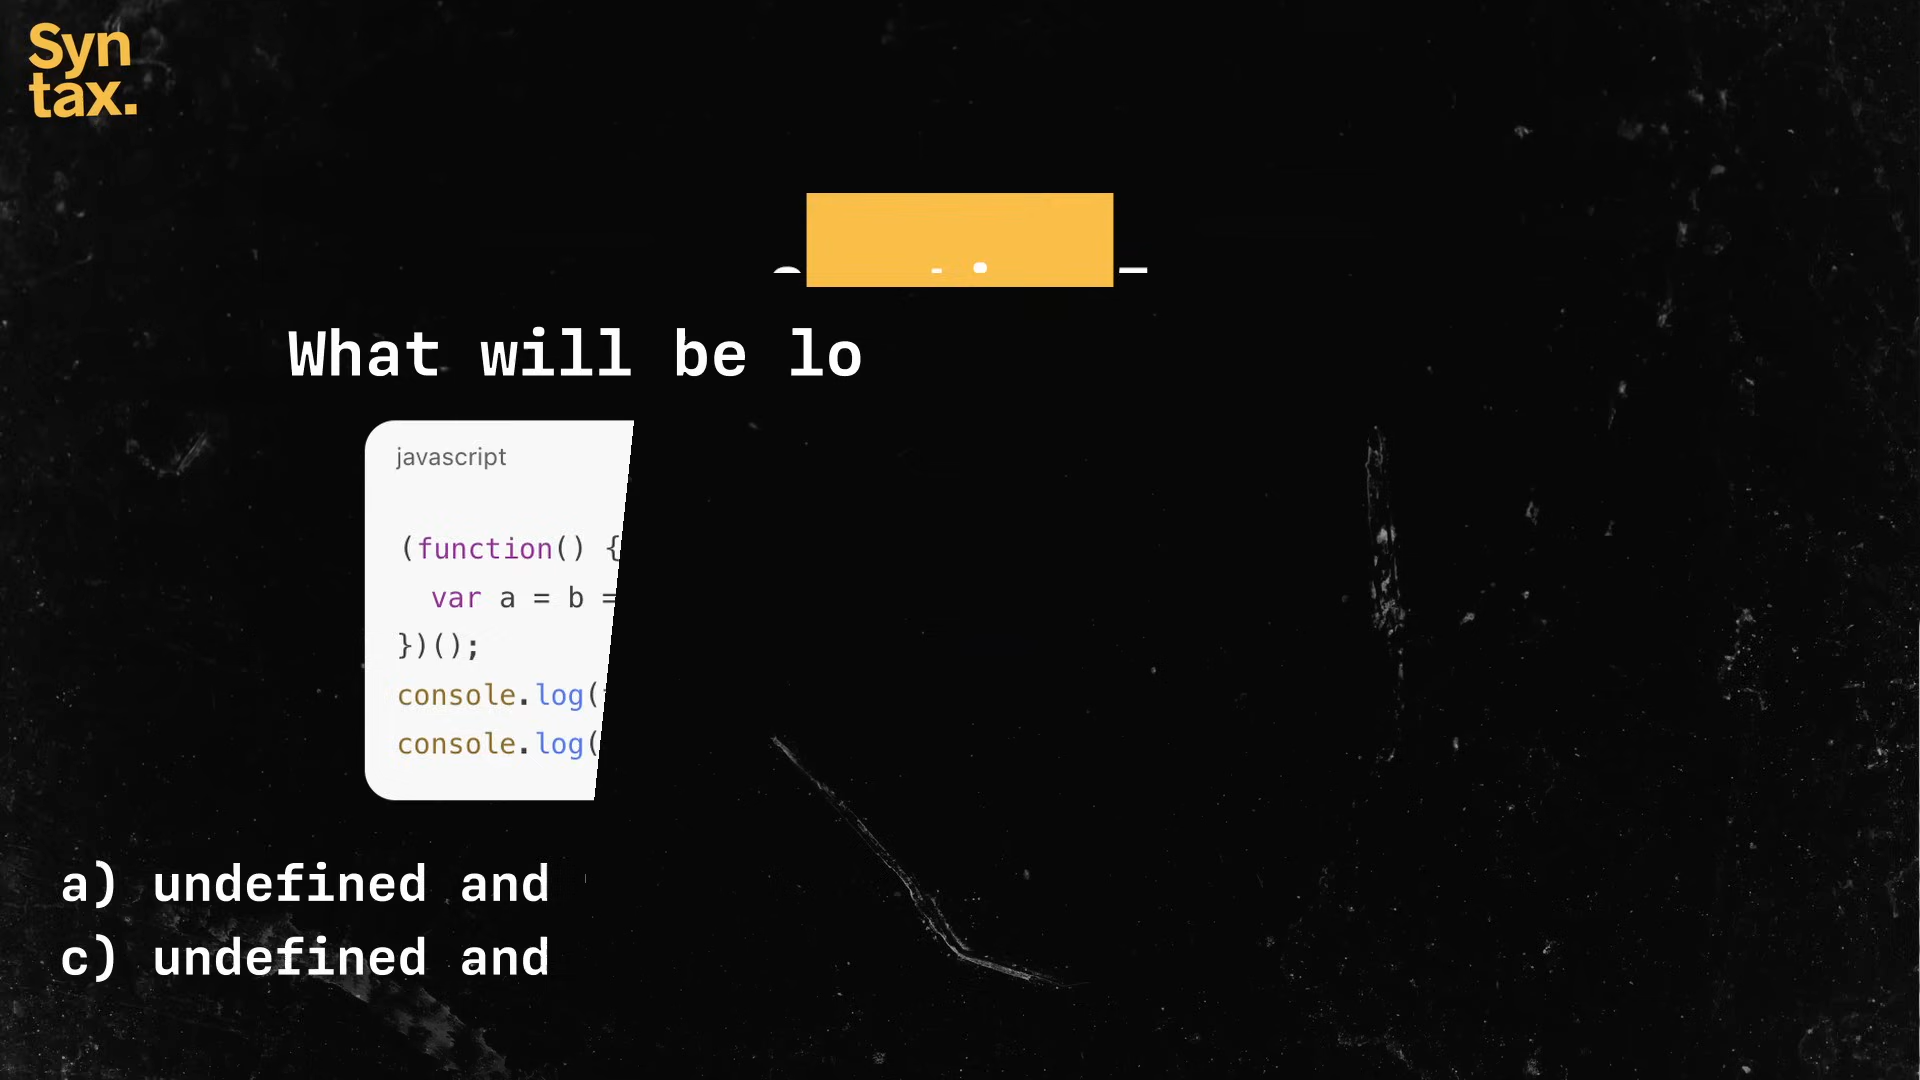 Syn
tax.
What will be lo
javascript
(function() {
  var a = b =
})();
console.log(
console.log(
a) undefined and
c) undefined and